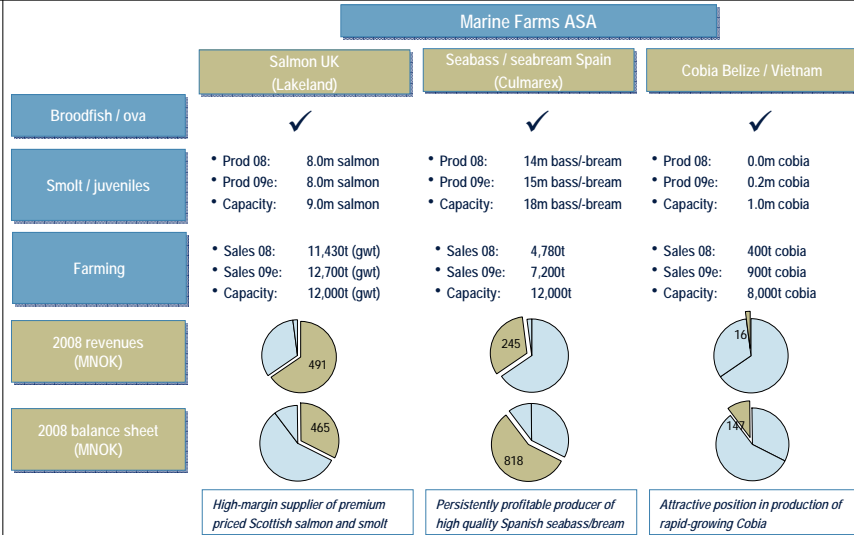 Marine Farms ASA
Salmon UK
(Lakeland)
Seabass / seabream Spain
(Culmarex)
Cobia Belize / Vietnam
Broodfish / ova
✓ ✓ ✓
Smolt / juveniles
• Prod 08: 8.0m salmon
• Prod 09e: 8.0m salmon
• Capacity: 9.0m salmon
• Prod 08: 14m bass/-bream
• Prod 09e: 15m bass/-bream
• Capacity: 18m bass/-bream
• Prod 08: 0.0m cobia
• Prod 09e: 0.2m cobia
• Capacity: 1.0m cobia
Farming
• Sales 08: 11,430t (gwt)
• Sales 09e: 12,700t (gwt)
• Capacity: 12,000t (gwt)
• Sales 08: 4,780t
• Sales 09e: 7,200t
• Capacity: 12,000t
• Sales 08: 400t cobia
• Sales 09e: 900t cobia
• Capacity: 8,000t cobia
2008 revenues
(MNOK)
491
245
16
2008 balance sheet
(MNOK)
465
818
147
High-margin supplier of premium
priced Scottish salmon and smolt
Persistently profitable producer of
high quality Spanish seabass/bream
Attractive position in production of
rapid-growing Cobia